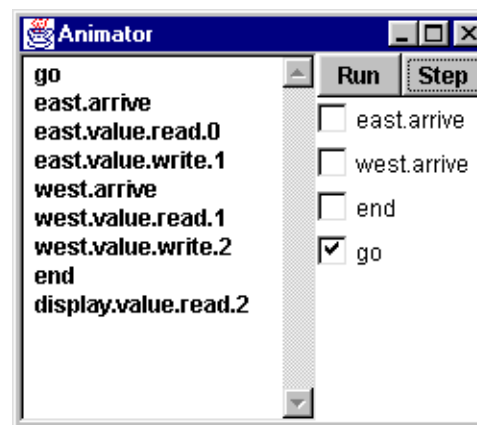 Animator
go
east.arrive
east.value.read.0
east.value.write.1
west.arrive
west.value.read.1
west.value.write.2
end
display.value.read.2
Run Step
east.arrive
west.arrive
end
go